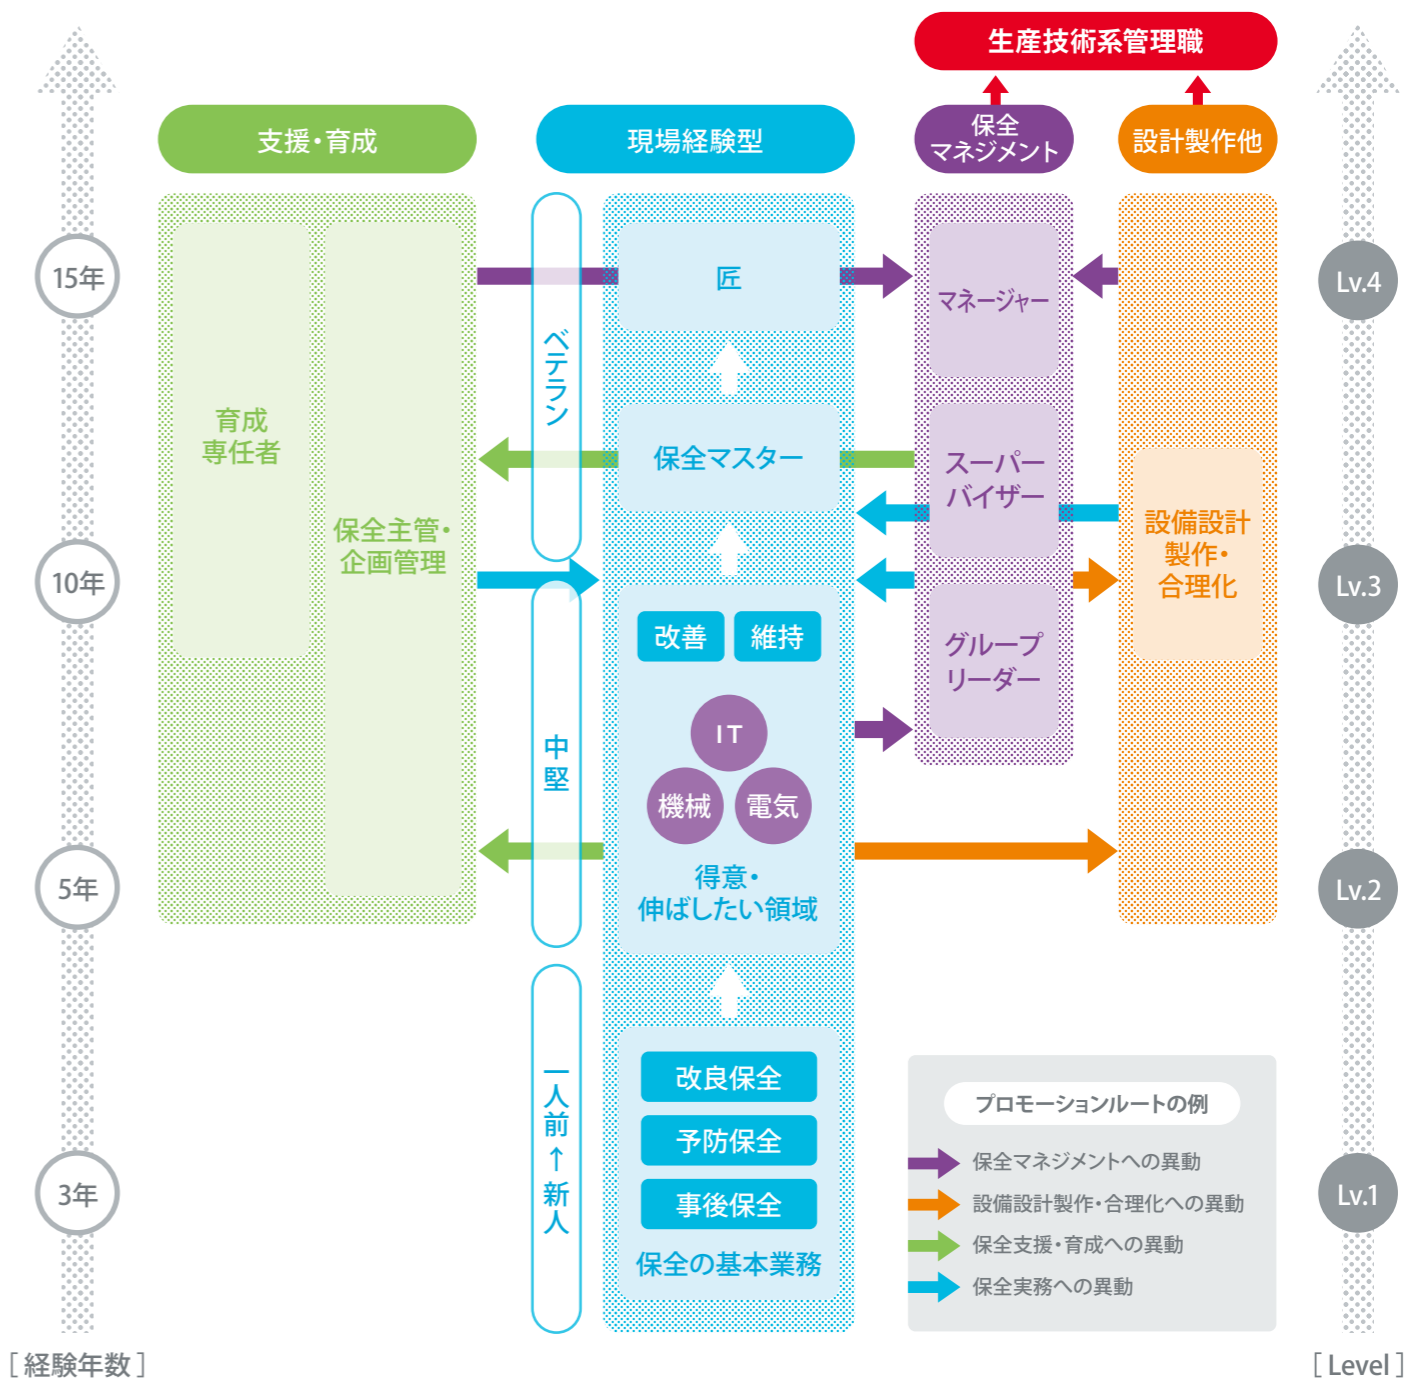 生産技術系管理職
支援・育成
現場経験型
保全
マネジメント
設計製作他
15年
10年
5年
3年
[ 経験年数 ]
育成
専任者
保全主管・
企画管理
ベテラン
中堅
一人前↑新人
匠
保全マスター
改善
維持
IT
機械
電気
得意・
伸ばしたい領域
改良保全
予防保全
事後保全
保全の基本業務
マネージャー
スーパー
バイザー
グループ
リーダー
設備設計
製作・
合理化
プロモーションルートの例
保全マネジメントへの異動
設備設計製作・合理化への異動
保全支援・育成への異動
保全実務への異動
Lv.4
Lv.3
Lv.2
Lv.1
[ Level ]